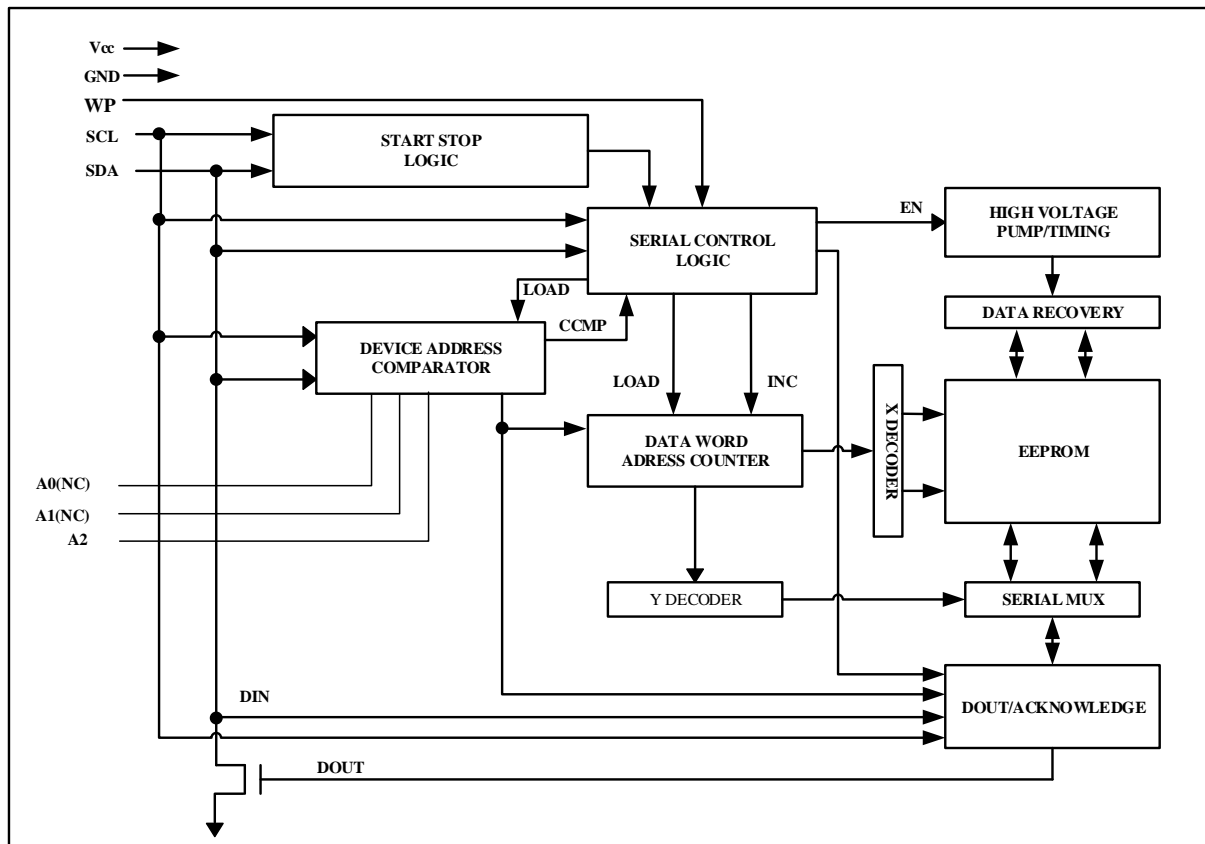 Vcc
GND
WP
SCL
SDA
START STOP
LOGIC
SERIAL CONTROL
LOGIC
EN
HIGH VOLTAGE
PUMP/TIMING
LOAD
CCMP
DATA RECOVERY
DEVICE ADDRESS
COMPARATOR
LOAD
INC
X DECODER
EEPROM
DATA WORD
ADRESS COUNTER
A0(NC)
A1(NC)
A2
Y DECODER
SERIAL MUX
DIN
DOUT/ACKNOWLEDGE
DOUT